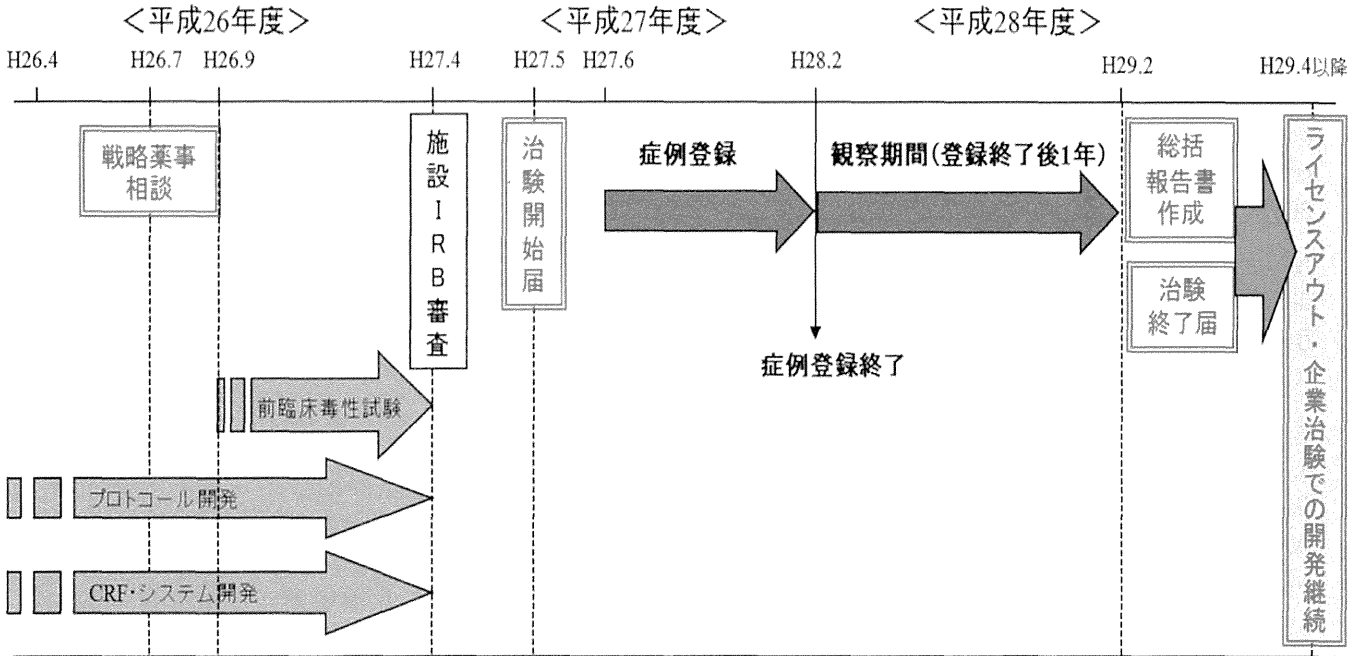 <平成26年度>
<平成27年度>
<平成28年度>
H26.4
H26.7
H26.9
H27.4
H27.5
H27.6
H28.2
H29.2
H29.4以降
戦略薬事
相談
施設IRB審査
治験開始届
症例登録
観察期間(登録終了後1年)
総括
報告書
作成
治験
終了届
ライセンスアウト・企業治験での開発継続
症例登録終了
前臨床毒性試験
プロトコール開発
CRF・システム開発